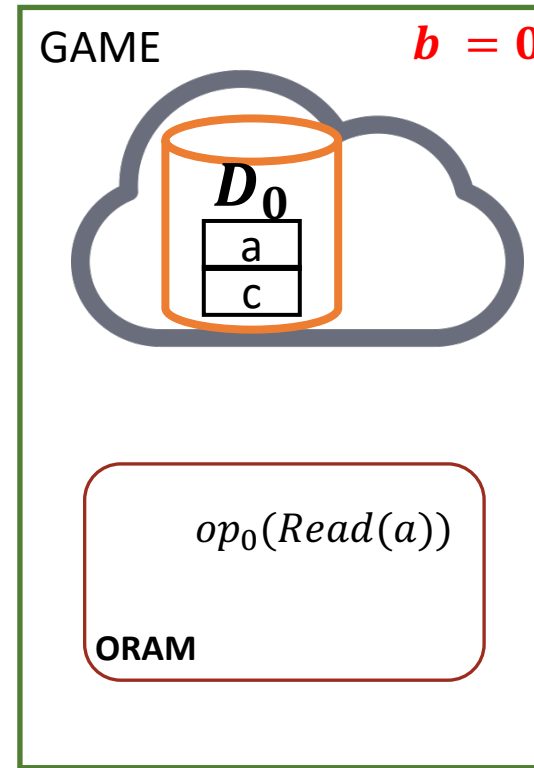 GAME b = 0
D₀
a
c
op₀(Read(a))
ORAM